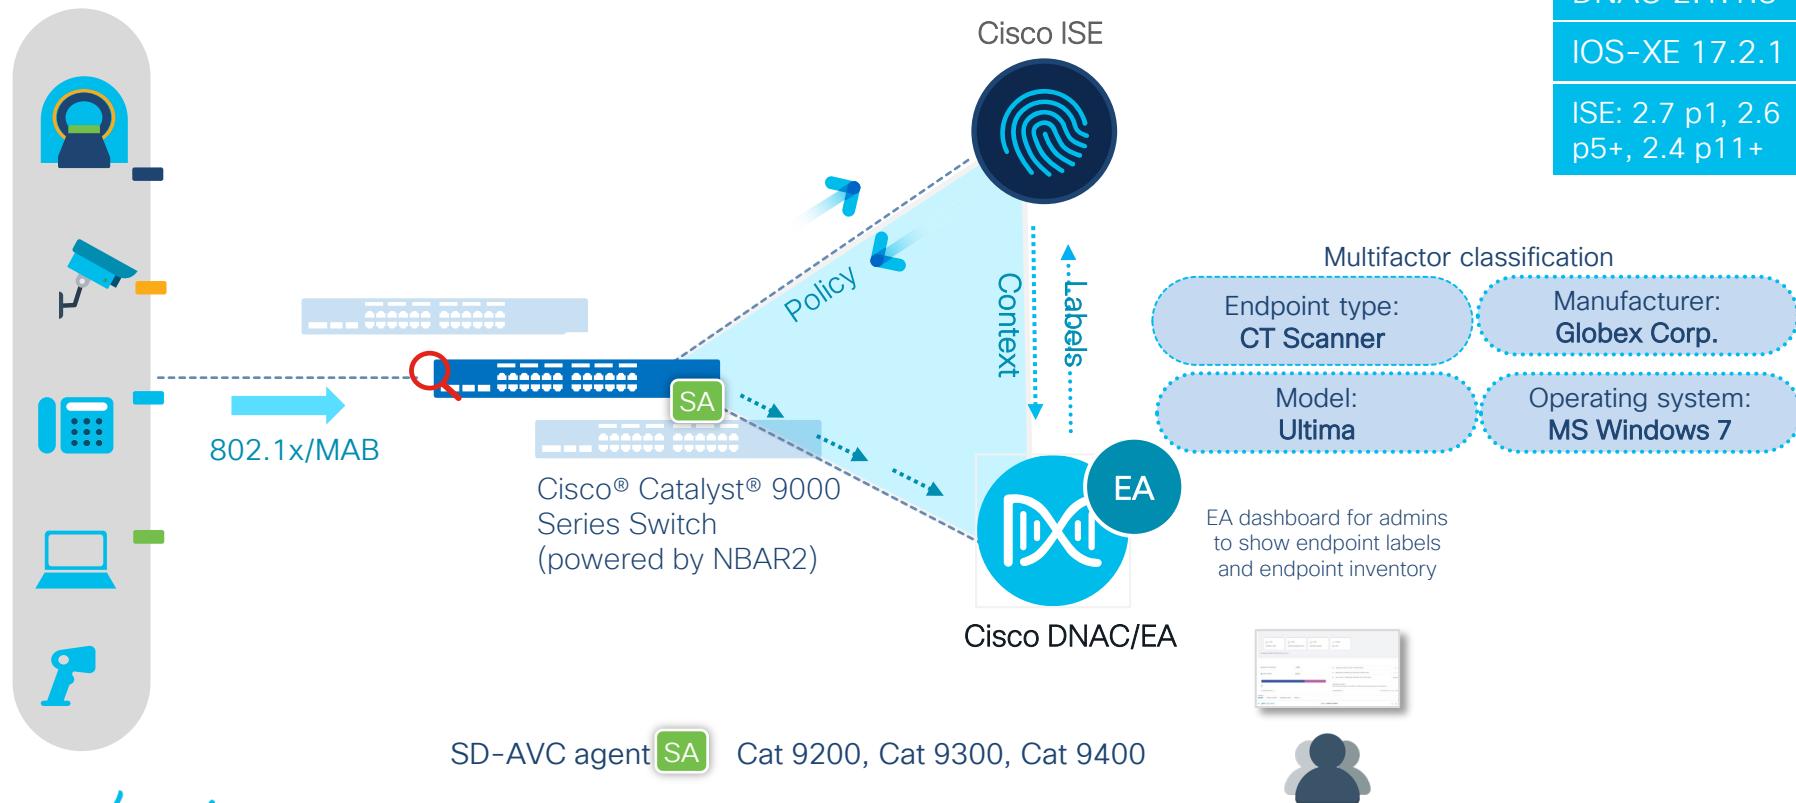 Cisco ISE
IOS-XE 17.2.1
ISE: 2.7 p1, 2.6
p5+, 2.4 p11+
Policy
Context
Labels
Multifactor classification
Endpoint type:
CT Scanner
Manufacturer:
Globex Corp.
Model:
Ultima
Operating system:
MS Windows 7
SA
802.1x/MAB
Cisco® Catalyst® 9000
Series Switch
(powered by NBAR2)
EA
EA dashboard for admins
to show endpoint labels
and endpoint inventory
Cisco DNAC/EA
SD-AVC agent SA Cat 9200, Cat 9300, Cat 9400